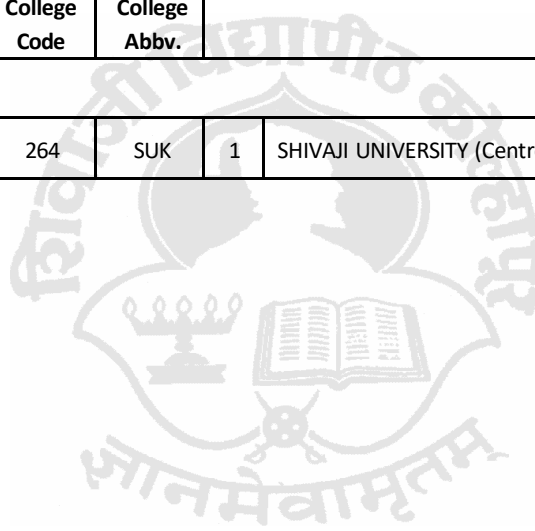 College Code
College Abbv.
264 SUK 1 SHIVAJI UNIVERSITY (Centr
शिवाजी विद्यापीठ कोल्हापूर
ज्ञानमेवामृतम्